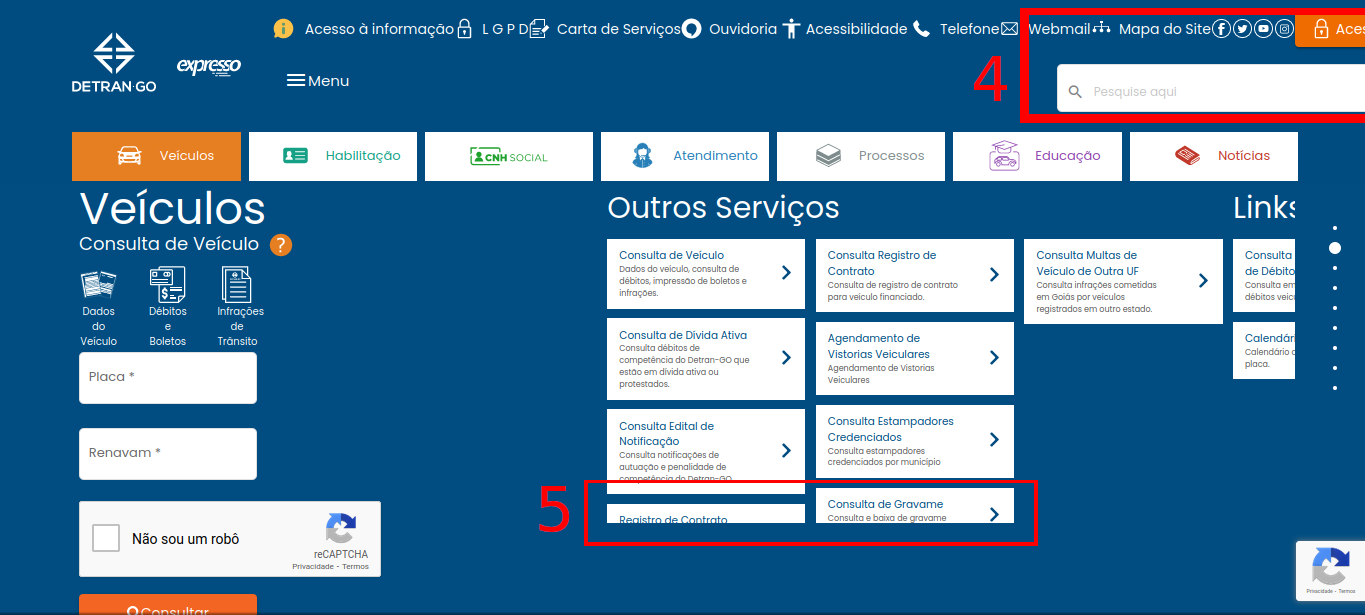 Acesso à informação L G P D Carta de Serviços Ouvidoria Acessibilidade Telefone Webmail Mapa do Site Aces
DETRAN·GO
expresso
Menu
4
Pesquise aqui
Veículos Habilitação CNH SOCIAL Atendimento Processos Educação Notícias
Veículos
Consulta de Veículo ?
Dados
do
Veículo
Débitos
e
Boletos
Infrações
de
Trânsito
Placa *
Renavam *
Não sou um robô
reCAPTCHA
Privacidade - Termos
Consultar
Outros Serviços
Consulta de Veículo
Dados do veículo, consulta de
débitos, impressão de boletos e
infrações.
Consulta de Dívida Ativa
Consulta débitos de
competência do Detran-GO que
estão em dívida ativa ou
protestados.
Consulta Edital de
Notificação
Consulta notificações de
autuação e penalidade de
competência do Detran-GO
5
Registro de Contrato
Consulta Registro de
Contrato
Consulta de registro de contrato
para veículo financiado.
Agendamento de
Vistorias Veiculares
Agendamento de Vistorias
Veiculares
Consulta Estampadores
Credenciados
Consulta estampadores
credenciados por município
Consulta de Gravame
Consulta e baixa de gravame
Consulta Multas de
Veículo de Outra UF
Consulta infrações cometidas
em Goiás por veículos
registrados em outro estado.
Links
Consulta
de Débito
Consulta em
débitos veic
Calendári
Calendário d
placa.
Privacidade - Termos